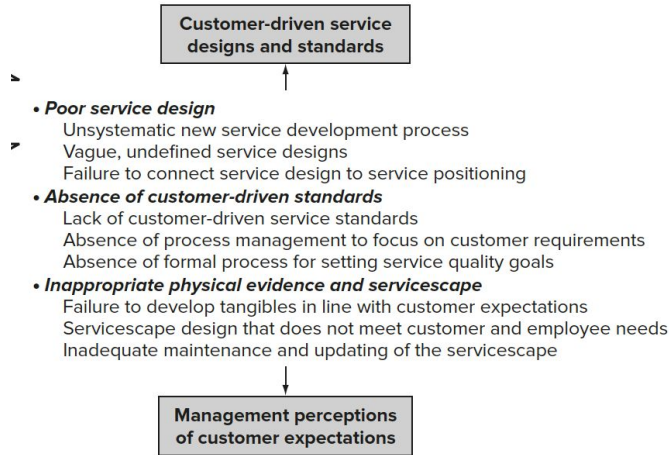 Customer-driven service
designs and standards
• Poor service design
Unsystematic new service development process
Vague, undefined service designs
Failure to connect service design to service positioning
• Absence of customer-driven standards
Lack of customer-driven service standards
Absence of process management to focus on customer requirements
Absence of formal process for setting service quality goals
• Inappropriate physical evidence and servicescape
Failure to develop tangibles in line with customer expectations
Servicescape design that does not meet customer and employee needs
Inadequate maintenance and updating of the servicescape
Management perceptions
of customer expectations